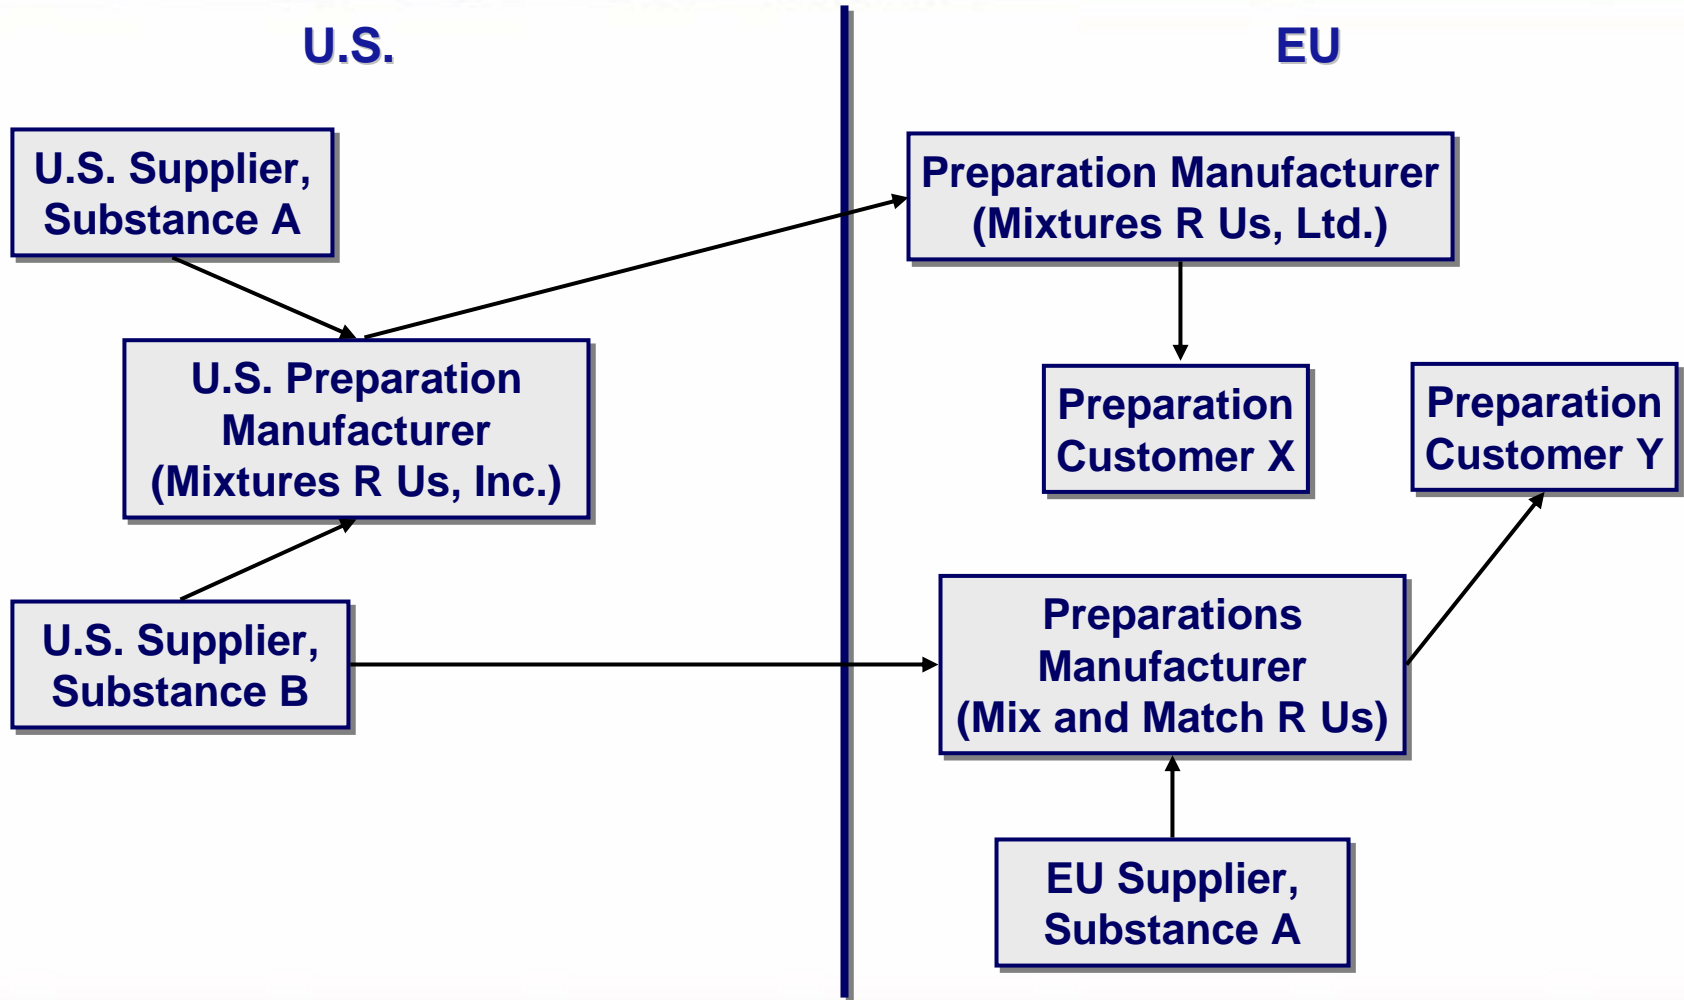 U.S.
EU
U.S. Supplier,
Substance A
Preparation Manufacturer
(Mixtures R Us, Ltd.)
U.S. Preparation
Manufacturer
(Mixtures R Us, Inc.)
Preparation
Customer X
Preparation
Customer Y
U.S. Supplier,
Substance B
Preparations
Manufacturer
(Mix and Match R Us)
EU Supplier,
Substance A